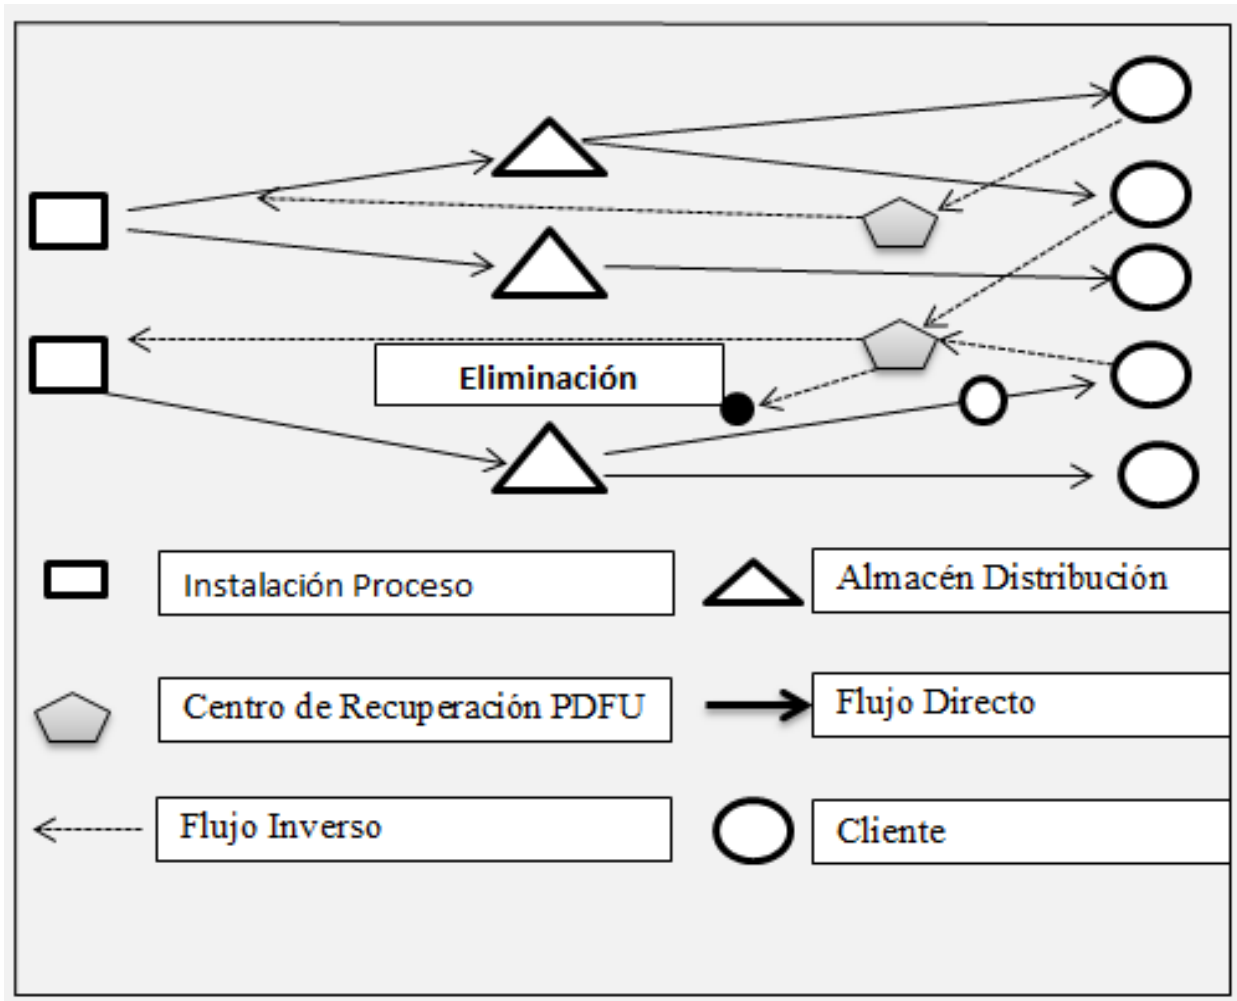 Eliminación
Instalación Proceso
Almacén Distribución
Centro de Recuperación PDFU
Flujo Directo
Flujo Inverso
Cliente